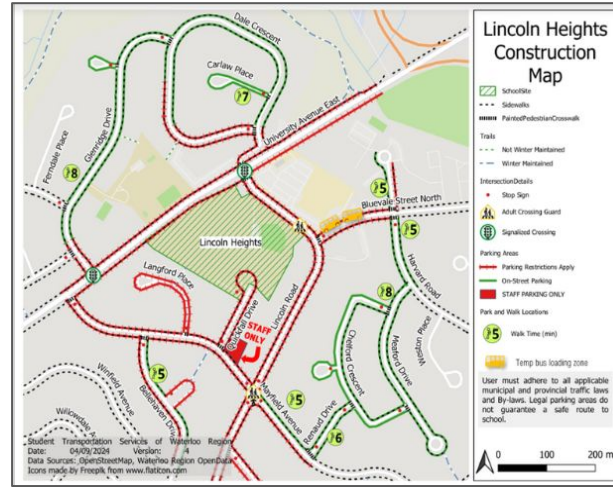 Lincoln Heights
Construction
Map
SchoolSite
Sidewalks
PaintedPedestrianCrosswalk
Trails
Not Winter Maintained
Winter Maintained
IntersectionDetails
Stop Sign
Adult Crossing Guard
Signalized Crossing
Parking Areas
Parking Restrictions Apply
On-Street Parking
STAFF PARKING ONLY
Park and Walk Locations
5
Walk Time (min)
Temp bus loading zone
User must adhere to all applicable
municipal and provincial traffic laws
and By-laws. Legal parking areas do
not guarantee a safe route to
school.
0 100 200 m
Dale Crescent
Carlaw Place
7
University Avenue East
Glenridge Drive
Ferndale Place
8
5
Bluevale Street North
5
Lincoln Heights
Langford Place
Quickfall Drive
Lincoln Road
STAFF
ONLY
Harvard Road
8
Weston Place
Meaford Drive
Chelford Crescent
Mayfield Avenue
5
Renaud Drive
6
Winfield Avenue
5
Bellehaven Drive
Willowdale
Student Transportation Services of Waterloo Region
Date: 04/09/2024 Version: 4
Data Sources: OpenStreetMap, Waterloo Region OpenData
Icons made by Freepik from www.flaticon.com